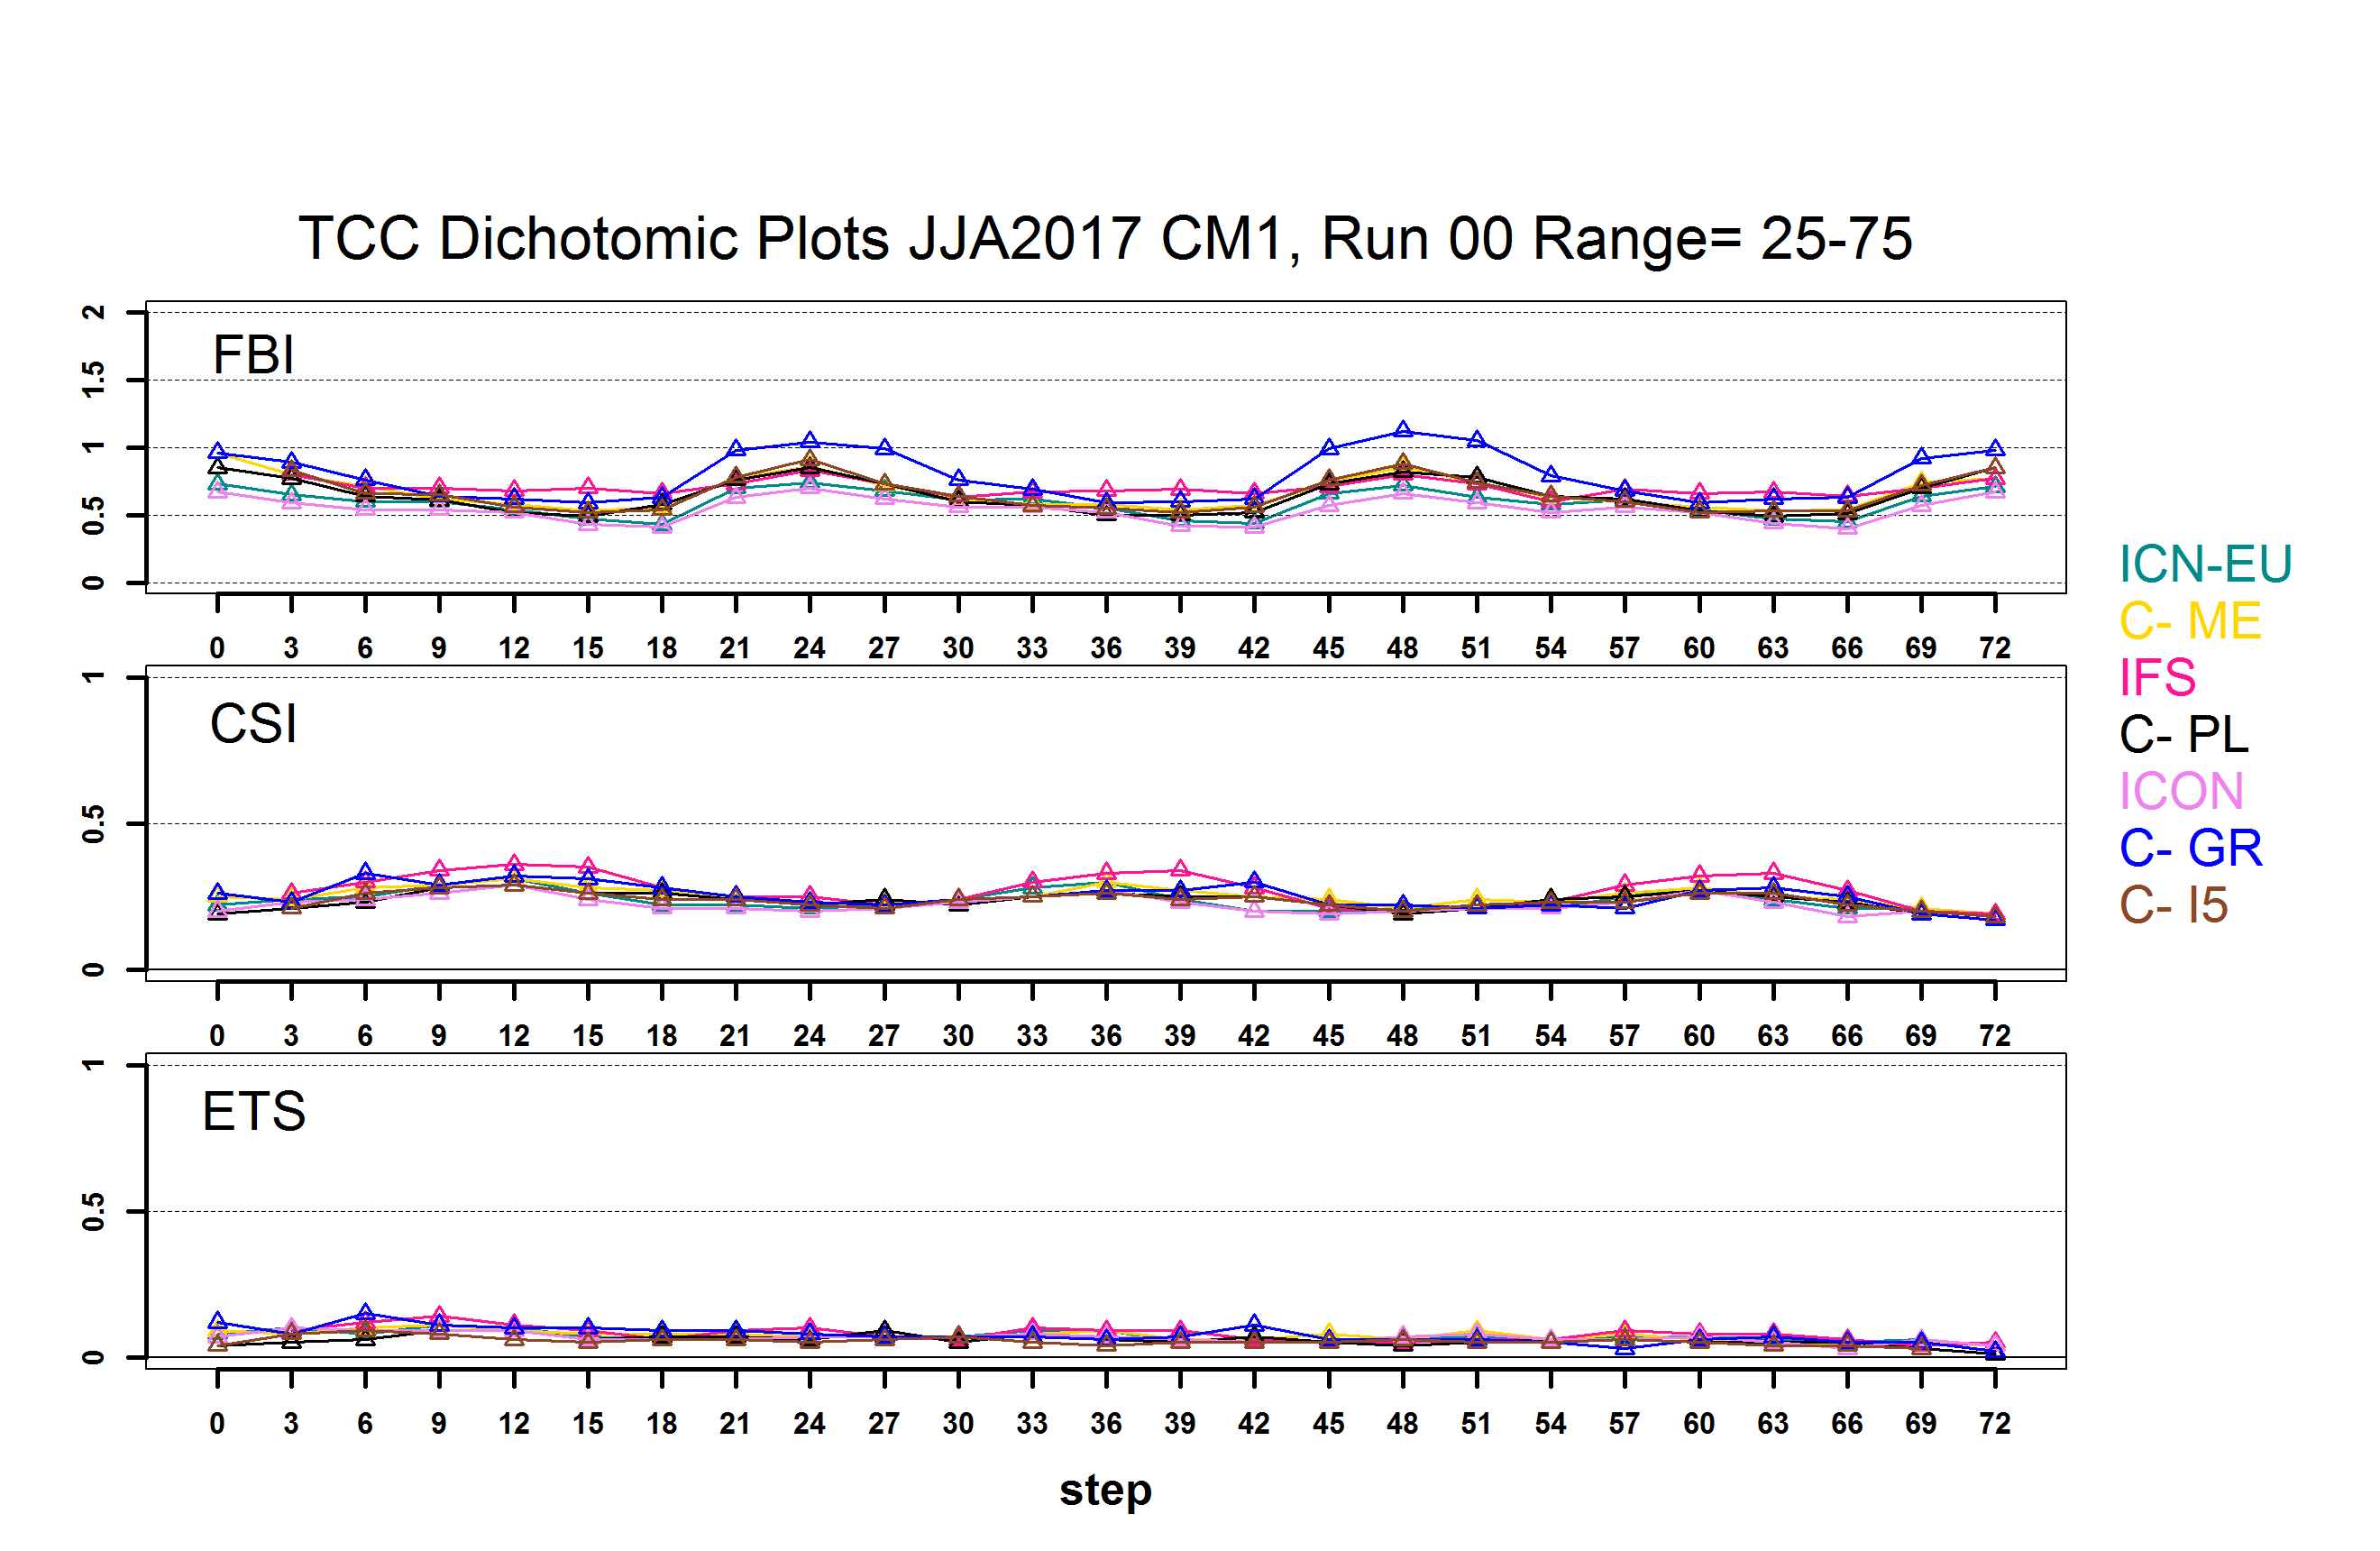 TCC Dichotomic Plots JJA2017 CM1, Run 00 Range= 25-75
FBI
2
1.5
1
0.5
0
0 3 6 9 12 15 18 21 24 27 30 33 36 39 42 45 48 51 54 57 60 63 66 69 72
CSI
1
0.5
0
0 3 6 9 12 15 18 21 24 27 30 33 36 39 42 45 48 51 54 57 60 63 66 69 72
ETS
1
0.5
0
0 3 6 9 12 15 18 21 24 27 30 33 36 39 42 45 48 51 54 57 60 63 66 69 72
step
ICN-EU
C- ME
IFS
C- PL
ICON
C- GR
C- I5